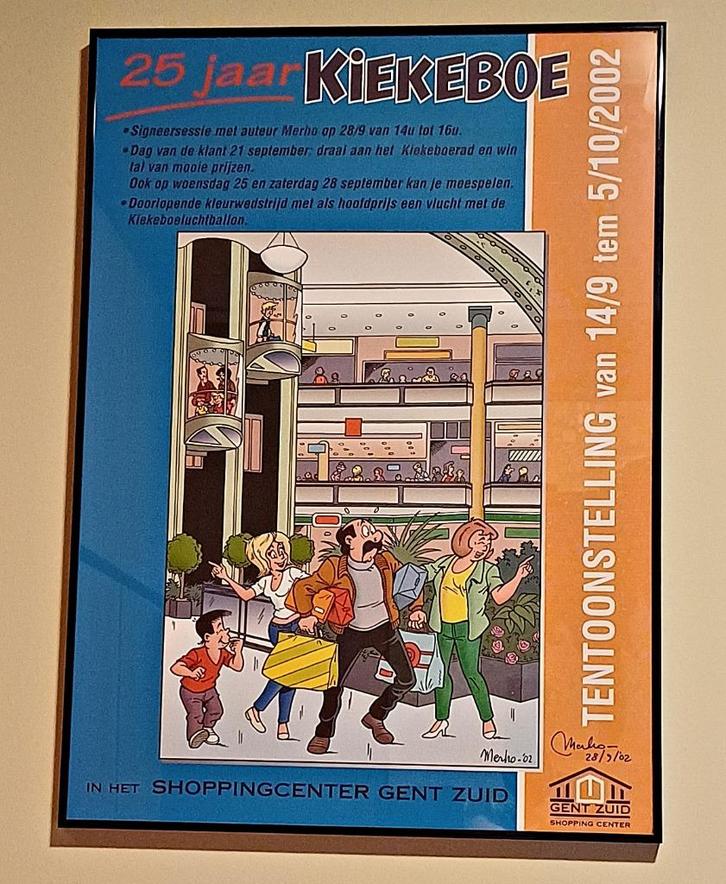 25 jaar KiEKEBOE
• Signeersessie met auteur Merho op 28/9 van 14u tot 16u.
• Dag van de klant 21 september: draai aan het Kiekeboerad en win
tal van mooie prijzen.
Ook op woensdag 25 en zaterdag 28 september kan je meespelen.
• Doorlopende kleurwedstrijd met als hoofdprijs een vlucht met de
Kiekeboeluchtballon.
TENTOONSTELLING van 14/9 tem 5/10/2002
Merho-'02
Merho-
28/9/'02
IN HET SHOPPINGCENTER GENT ZUID
GENT ZUID
SHOPPING CENTER